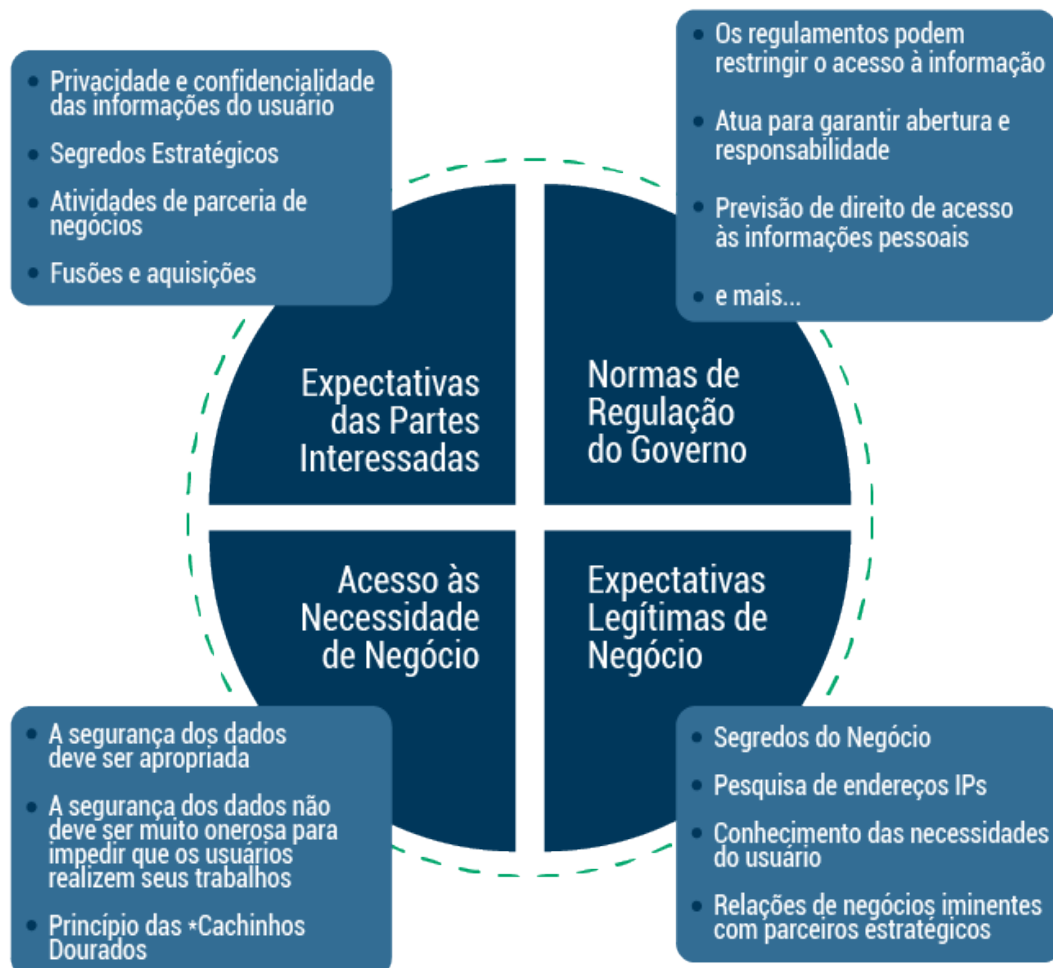 Privacidade e confidencialidade
das informações do usuário
Segredos Estratégicos
Atividades de parceria de
negócios
Fusões e aquisições
Os regulamentos podem
restringir o acesso à informação
Atua para garantir abertura e
responsabilidade
Previsão de direito de acesso
às informações pessoais
e mais...
Expectativas
das Partes
Interessadas
Normas de
Regulação
do Governo
Acesso às
Necessidade
de Negócio
Expectativas
Legítimas de
Negócio
A segurança dos dados
deve ser apropriada
A segurança dos dados não
deve ser muito onerosa para
impedir que os usuários
realizem seus trabalhos
Princípio das *Cachinhos
Dourados
Segredos do Negócio
Pesquisa de endereços IPs
Conhecimento das necessidades
do usuário
Relações de negócios iminentes
com parceiros estratégicos